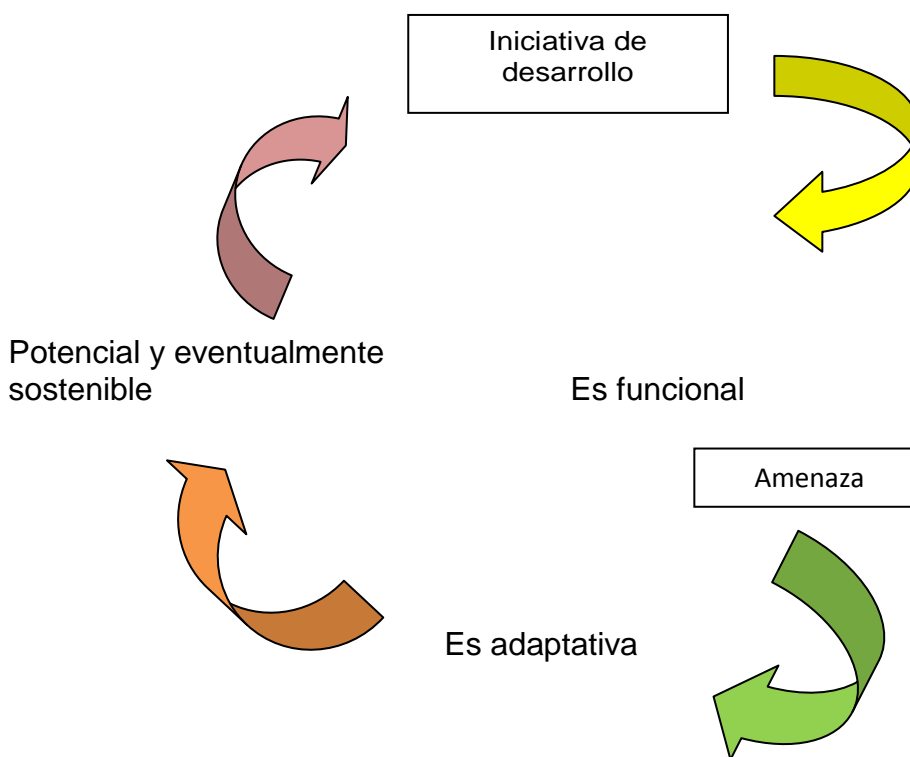 Iniciativa de
desarrollo
Potencial y eventualmente
sostenible
Es funcional
Amenaza
Es adaptativa